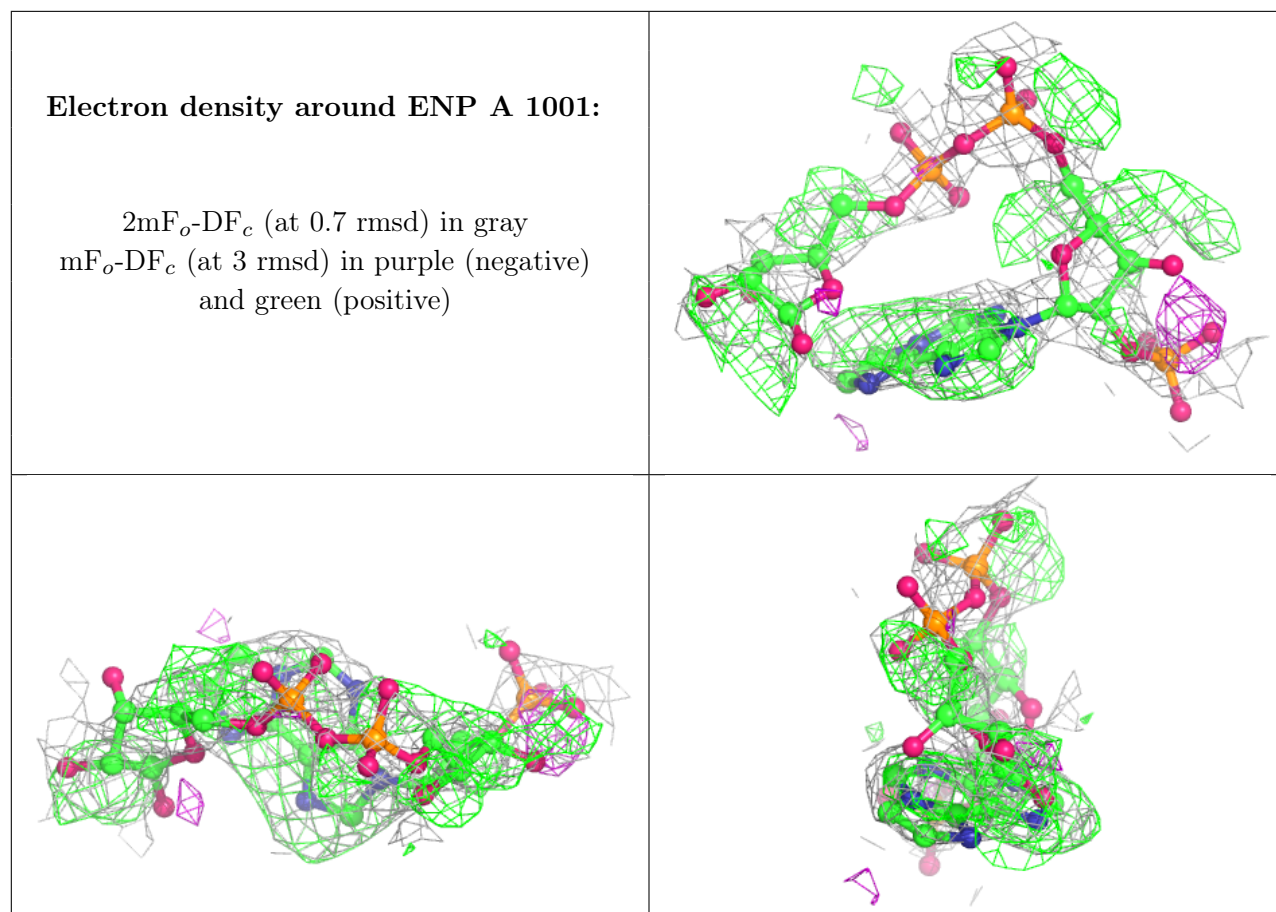 Electron density around ENP A 1001:
2mFo-DFc (at 0.7 rmsd) in gray
mFo-DFc (at 3 rmsd) in purple (negative)
and green (positive)